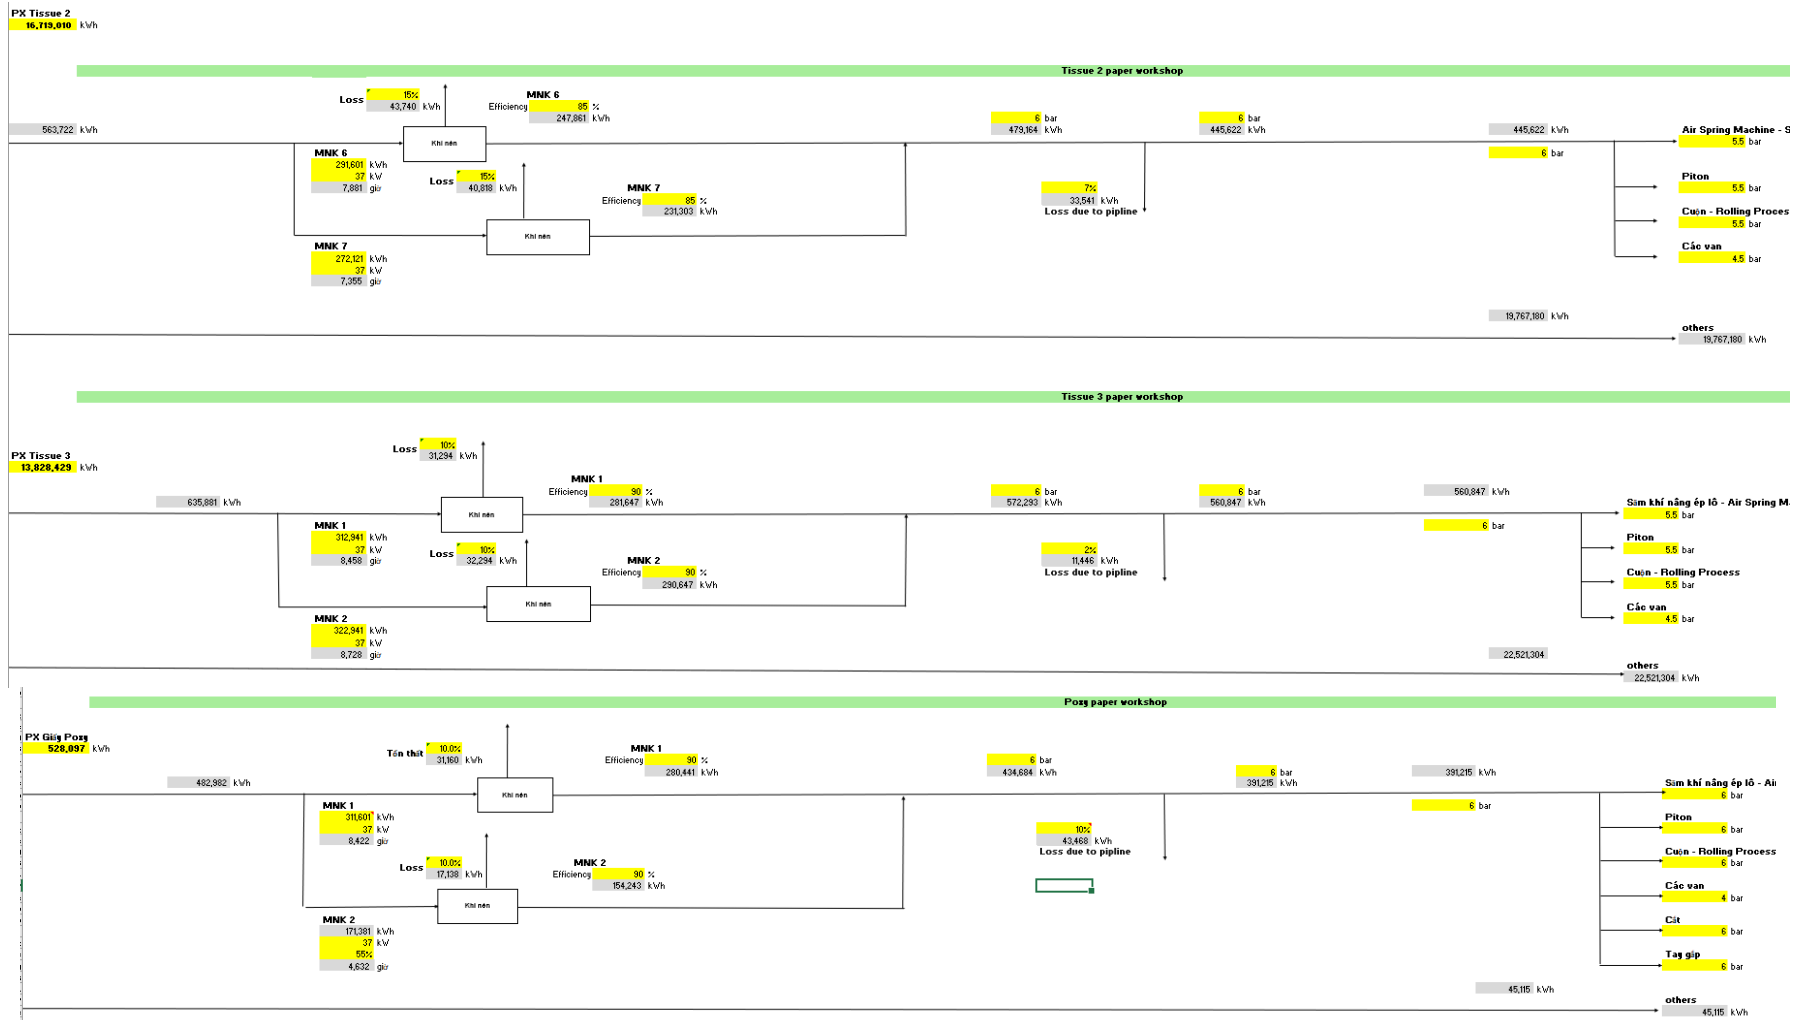 PX Tissue 2
16,719,010 kWh
Tissue 2 paper workshop
Loss 15%
43,740 kWh
MNK 6
Efficiency 85 %
247,861 kWh
563,722 kWh
6 bar
479,164 kWh
6 bar
445,622 kWh
445,622 kWh
6 bar
Air Spring Machine - S
5.5 bar
Khí nén
MNK 6
291,601 kWh
37 kW
7,881 giờ
Loss 15%
40,818 kWh
MNK 7
Efficiency 85 %
231,303 kWh
7%
33,541 kWh
Loss due to pipline
Piton
5.5 bar
Cuộn - Rolling Proces
5.5 bar
Khí nén
MNK 7
272,121 kWh
37 kW
7,355 giờ
Các van
4.5 bar
19,767,180 kWh
others
19,767,180 kWh
Tissue 3 paper workshop
PX Tissue 3
13,828,429 kWh
Loss 10%
31,294 kWh
MNK 1
Efficiency 90 %
281,647 kWh
635,881 kWh
6 bar
572,293 kWh
6 bar
560,847 kWh
560,847 kWh
6 bar
Săm khí nâng ép lô - Air Spring M
5.5 bar
Khí nén
MNK 1
312,941 kWh
37 kW
8,458 giờ
Loss 10%
32,294 kWh
MNK 2
Efficiency 90 %
290,647 kWh
2%
11,446 kWh
Loss due to pipline
Piton
5.5 bar
Cuộn - Rolling Process
5.5 bar
Khí nén
MNK 2
322,941 kWh
37 kW
8,728 giờ
Các van
4.5 bar
22,521,304
others
22,521,304 kWh
Poxy paper workshop
PX Giấy Poxy
528,097 kWh
Tổn thất 10.0%
31,160 kWh
MNK 1
Efficiency 90 %
280,441 kWh
482,982 kWh
6 bar
434,684 kWh
6 bar
391,215 kWh
391,215 kWh
6 bar
Săm khí nâng ép lô - Ai
6 bar
Khí nén
MNK 1
311,601 kWh
37 kW
8,422 giờ
Loss 10.0%
17,138 kWh
MNK 2
Efficiency 90 %
154,243 kWh
10%
43,468 kWh
Loss due to pipline
Piton
6 bar
Cuộn - Rolling Process
6 bar
Khí nén
MNK 2
171,381 kWh
37 kW
55%
4,632 giờ
Các van
4 bar
Cắt
6 bar
Tay gắp
6 bar
45,115 kWh
others
45,115 kWh